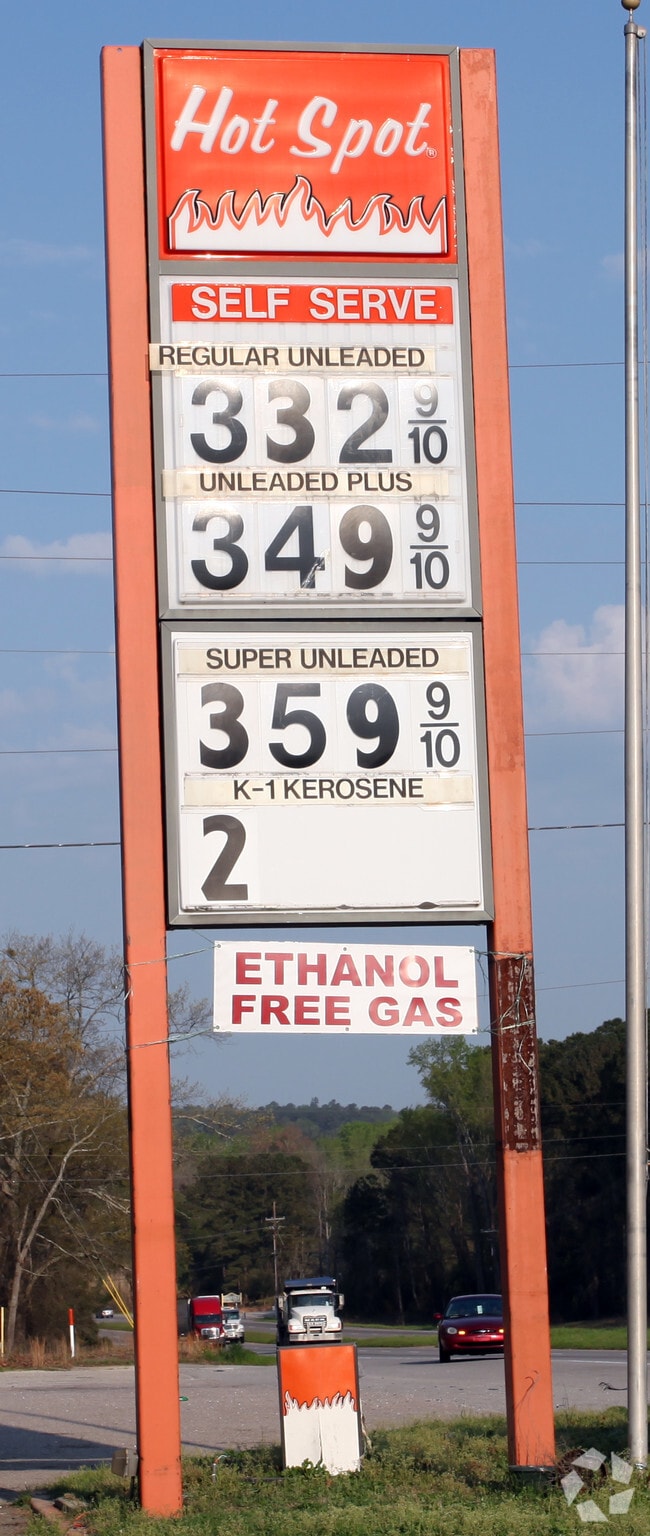 Hot Spot®
SELF SERVE
REGULAR UNLEADED
332 9/10
UNLEADED PLUS
349 9/10
SUPER UNLEADED
359 9/10
K-1 KEROSENE
2
ETHANOL
FREE GAS